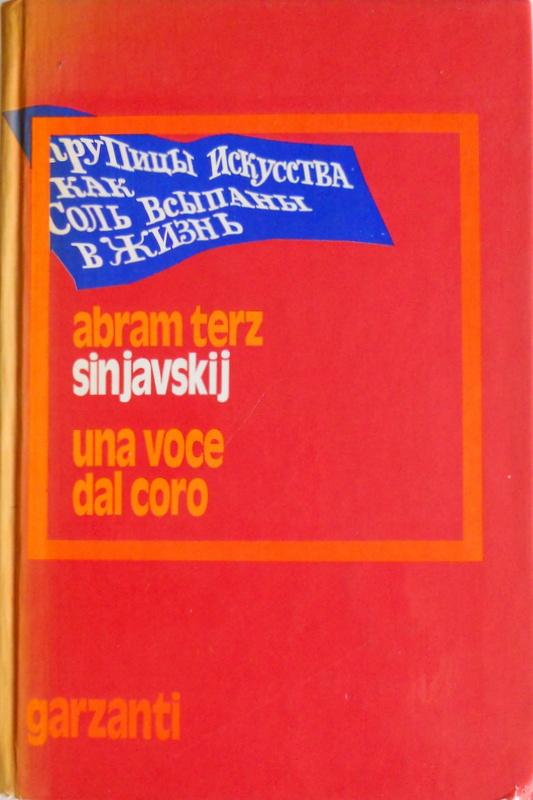 крупицы искусства
как
соль всыпаны
в жизнь
abram terz
sinjavskij
una voce
dal coro
garzanti